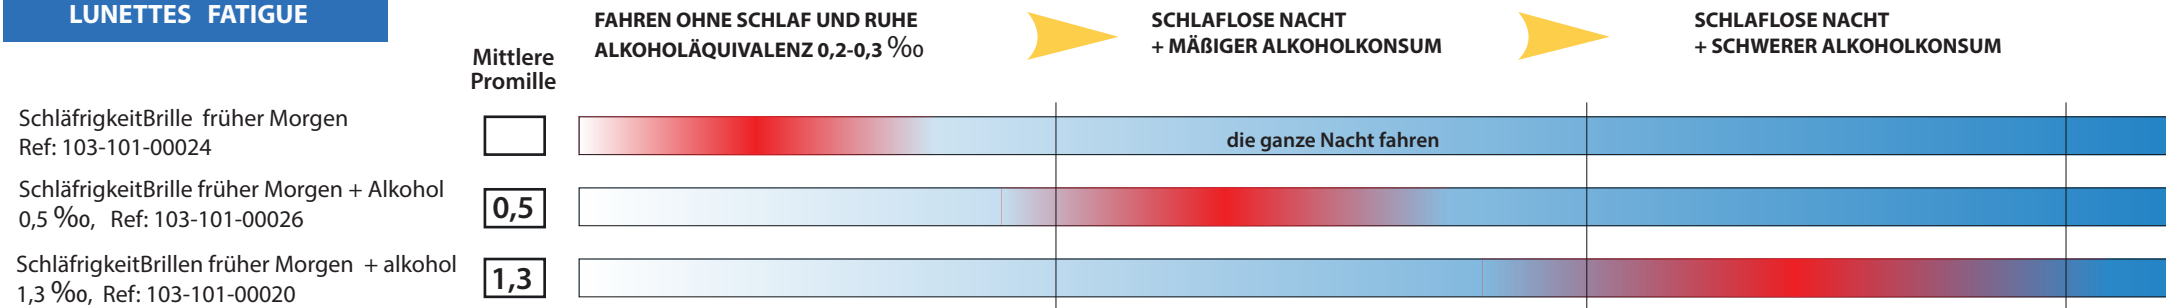 LUNETTES FATIGUE
FAHREN OHNE SCHLAF UND RUHE
ALKOHOLÄQUIVALENZ 0,2-0,3 ‰
SCHLAFLOSE NACHT
+ MÄßIGER ALKOHOLKONSUM
SCHLAFLOSE NACHT
+ SCHWERER ALKOHOLKONSUM
Mittlere
Promille
SchläfrigkeitBrille früher Morgen
Ref: 103-101-00024
die ganze Nacht fahren
SchläfrigkeitBrille früher Morgen + Alkohol
0,5 ‰, Ref: 103-101-00026
0,5
SchläfrigkeitBrillen früher Morgen + alkohol
1,3 ‰, Ref: 103-101-00020
1,3